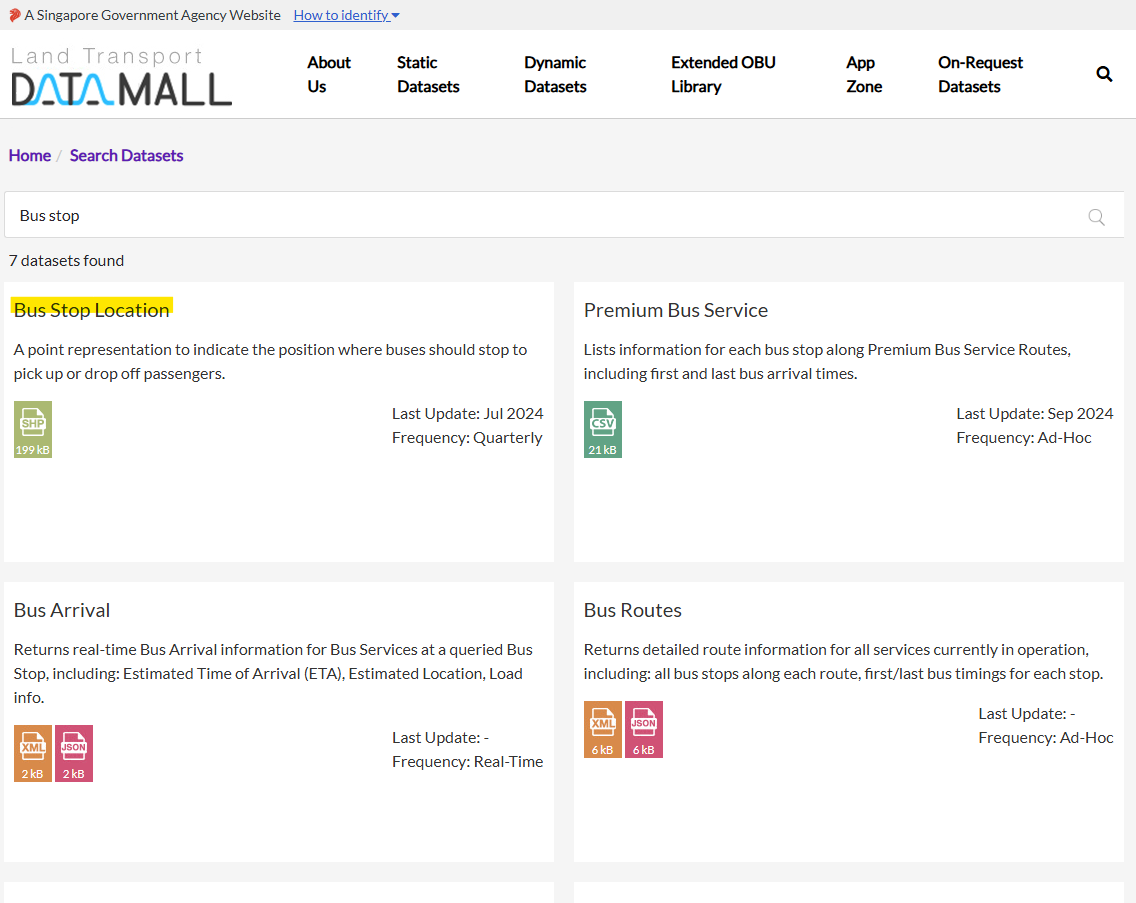 A Singapore Government Agency Website How to identify
Land Transport
DATAMALL
About Us
Static Datasets
Dynamic Datasets
Extended OBU Library
App Zone
On-Request Datasets
Home / Search Datasets
Bus stop
7 datasets found
Bus Stop Location
A point representation to indicate the position where buses should stop to
pick up or drop off passengers.
SHP
199 kB
Last Update: Jul 2024
Frequency: Quarterly
Premium Bus Service
Lists information for each bus stop along Premium Bus Service Routes,
including first and last bus arrival times.
CSV
21 kB
Last Update: Sep 2024
Frequency: Ad-Hoc
Bus Arrival
Returns real-time Bus Arrival information for Bus Services at a queried Bus
Stop, including: Estimated Time of Arrival (ETA), Estimated Location, Load
info.
XML
2 kB
JSON
2 kB
Last Update: -
Frequency: Real-Time
Bus Routes
Returns detailed route information for all services currently in operation,
including: all bus stops along each route, first/last bus timings for each stop.
XML
6 kB
JSON
6 kB
Last Update: -
Frequency: Ad-Hoc